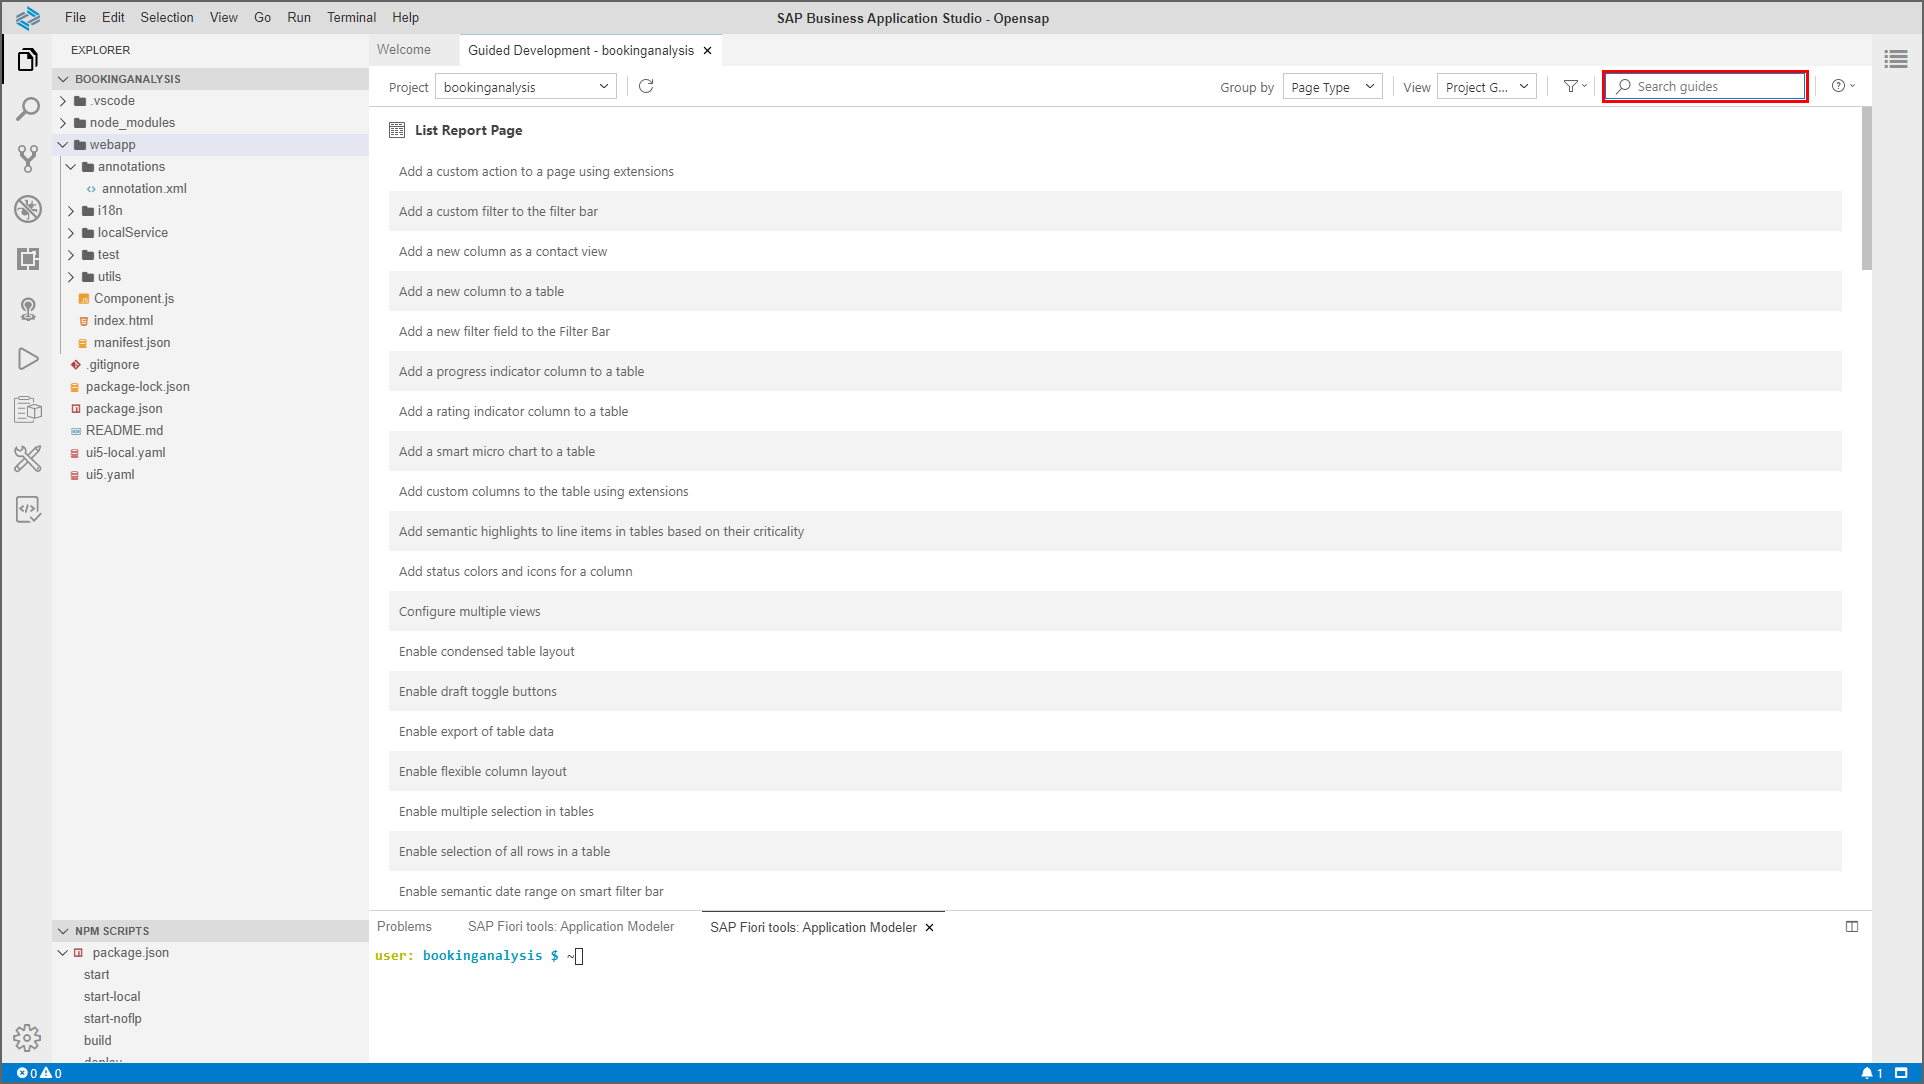 File Edit Selection View Go Run Terminal Help
SAP Business Application Studio - Opensap
EXPLORER
BOOKINGANALYSIS
.vscode
node_modules
webapp
annotations
annotation.xml
i18n
localService
test
utils
Component.js
index.html
manifest.json
.gitignore
package-lock.json
package.json
README.md
ui5-local.yaml
ui5.yaml
NPM SCRIPTS
package.json
start
start-local
start-noflp
build
deploy
Welcome
Guided Development - bookinganalysis
Project bookinganalysis
Group by Page Type View Project G... Search guides
List Report Page
Add a custom action to a page using extensions
Add a custom filter to the filter bar
Add a new column as a contact view
Add a new column to a table
Add a new filter field to the Filter Bar
Add a progress indicator column to a table
Add a rating indicator column to a table
Add a smart micro chart to a table
Add custom columns to the table using extensions
Add semantic highlights to line items in tables based on their criticality
Add status colors and icons for a column
Configure multiple views
Enable condensed table layout
Enable draft toggle buttons
Enable export of table data
Enable flexible column layout
Enable multiple selection in tables
Enable selection of all rows in a table
Enable semantic date range on smart filter bar
Problems SAP Fiori tools: Application Modeler SAP Fiori tools: Application Modeler
user: bookinganalysis $ ~
0 0
1